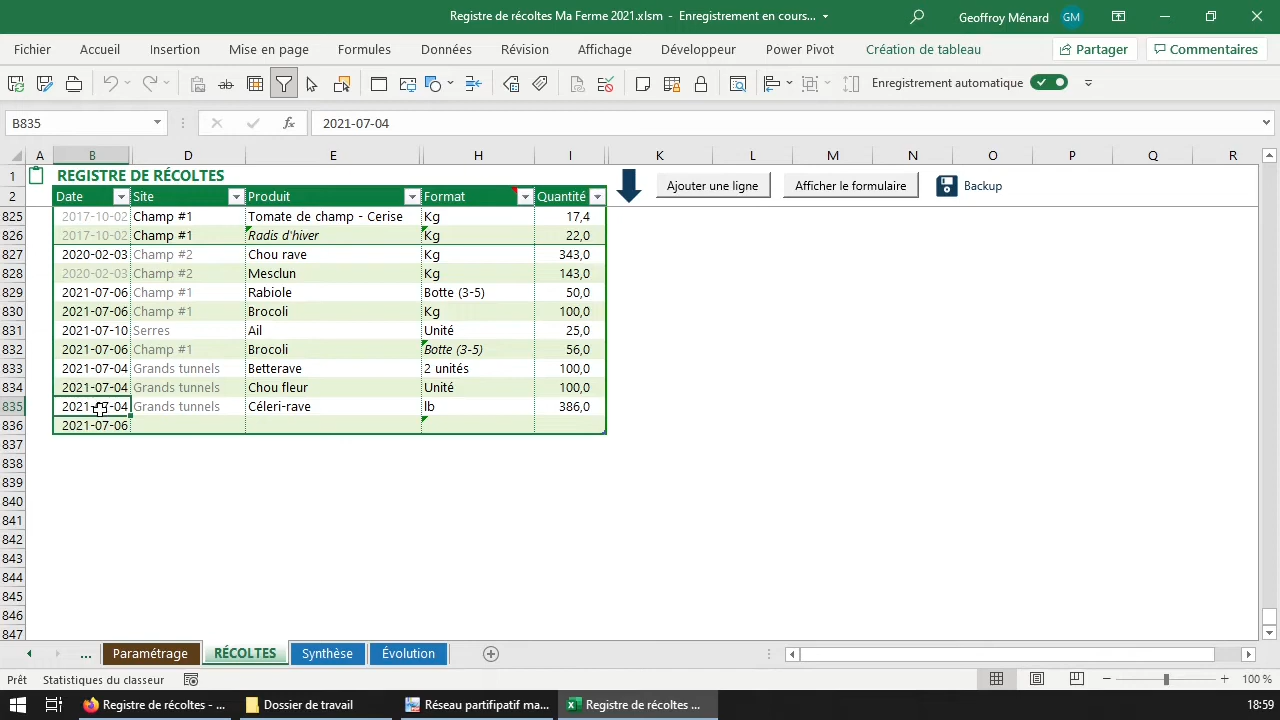 Registre de récoltes Ma Ferme 2021.xlsm - Enregistrement en cours... Geoffroy Ménard GM
Fichier Accueil Insertion Mise en page Formules Données Révision Affichage Développeur Power Pivot Création de tableau Partager Commentaires
Enregistrement automatique
B835 fx 2021-07-04
A B D E H I K L M N O P Q R
1 REGISTRE DE RÉCOLTES Ajouter une ligne Afficher le formulaire Backup
2 Date Site Produit Format Quantité
825 2017-10-02 Champ #1 Tomate de champ - Cerise Kg 17,4
826 2017-10-02 Champ #1 Radis d'hiver Kg 22,0
827 2020-02-03 Champ #2 Chou rave Kg 343,0
828 2020-02-03 Champ #2 Mesclun Kg 143,0
829 2021-07-06 Champ #1 Rabiole Botte (3-5) 50,0
830 2021-07-06 Champ #1 Brocoli Kg 100,0
831 2021-07-10 Serres Ail Unité 25,0
832 2021-07-06 Champ #1 Brocoli Botte (3-5) 56,0
833 2021-07-04 Grands tunnels Betterave 2 unités 100,0
834 2021-07-04 Grands tunnels Chou fleur Unité 100,0
835 2021-07-04 Grands tunnels Céleri-rave lb 386,0
836 2021-07-06
837
838
839
840
841
842
843
844
845
846
847
... Paramétrage RÉCOLTES Synthèse Évolution
Prêt Statistiques du classeur 100 %
Registre de récoltes - ... Dossier de travail Réseau partifipatif ma... Registre de récoltes ... 18:59